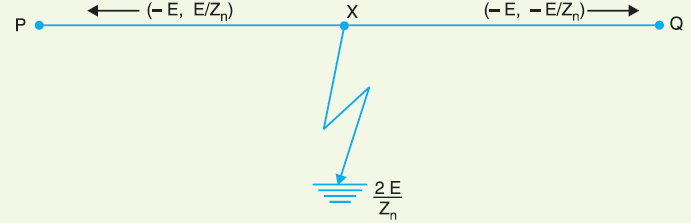 (– E, E/Zn)
X
(– E, – E/Zn)
P
Q
2 E
Zn